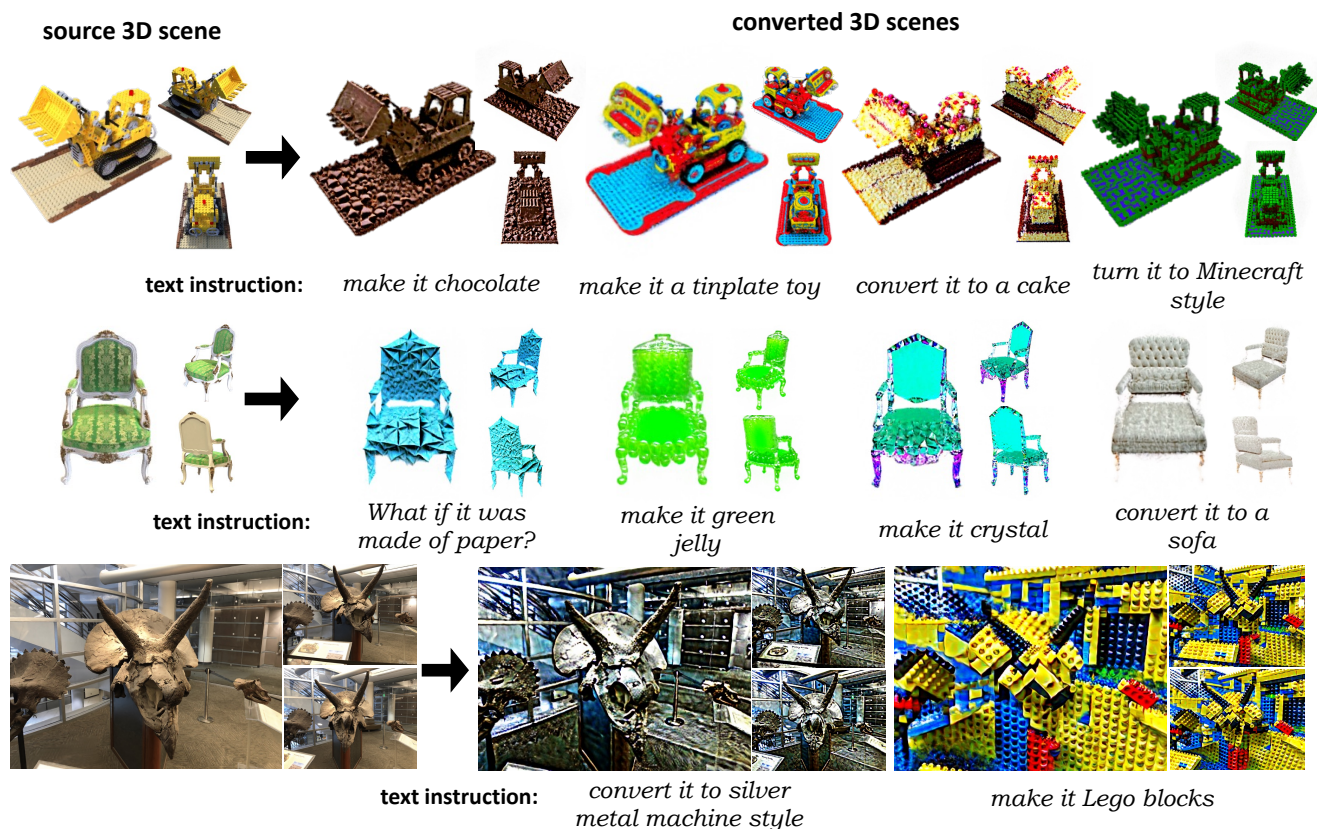 source 3D scene
converted 3D scenes
text instruction:
make it chocolate
make it a tinplate toy
convert it to a cake
turn it to Minecraft
style
text instruction:
What if it was
made of paper?
make it green
jelly
make it crystal
convert it to a
sofa
text instruction:
convert it to silver
metal machine style
make it Lego blocks